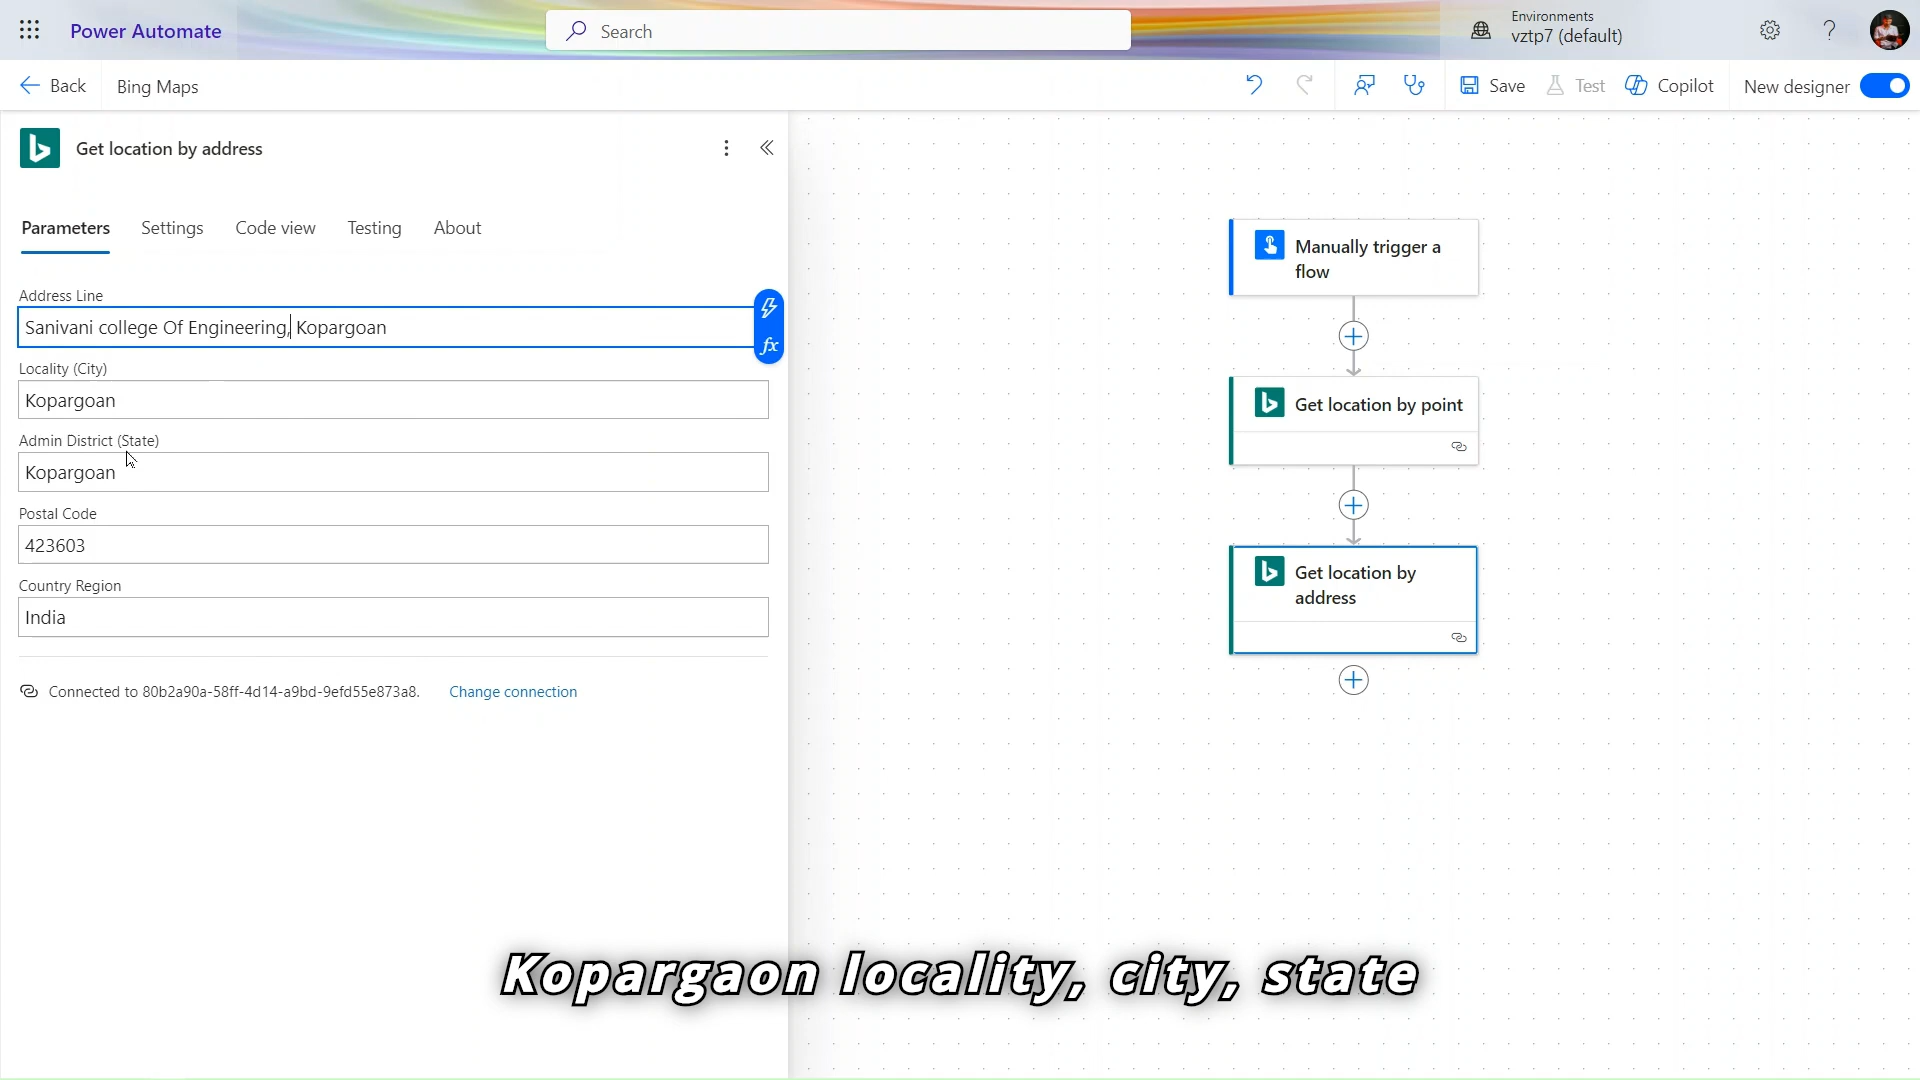 Power Automate
Search
Environments
vztp7 (default)
?
Back
Bing Maps
Save
Test
Copilot
New designer
Get location by address
Parameters
Settings
Code view
Testing
About
Address Line
Sanivani college Of Engineering, Kopargoan
fx
Locality (City)
Kopargoan
Admin District (State)
Kopargoan
Postal Code
423603
Country Region
India
Connected to 80b2a90a-58ff-4d14-a9bd-9efd55e873a8.
Change connection
Manually trigger a
flow
Get location by point
Get location by
address
Kopargaon locality, city, state